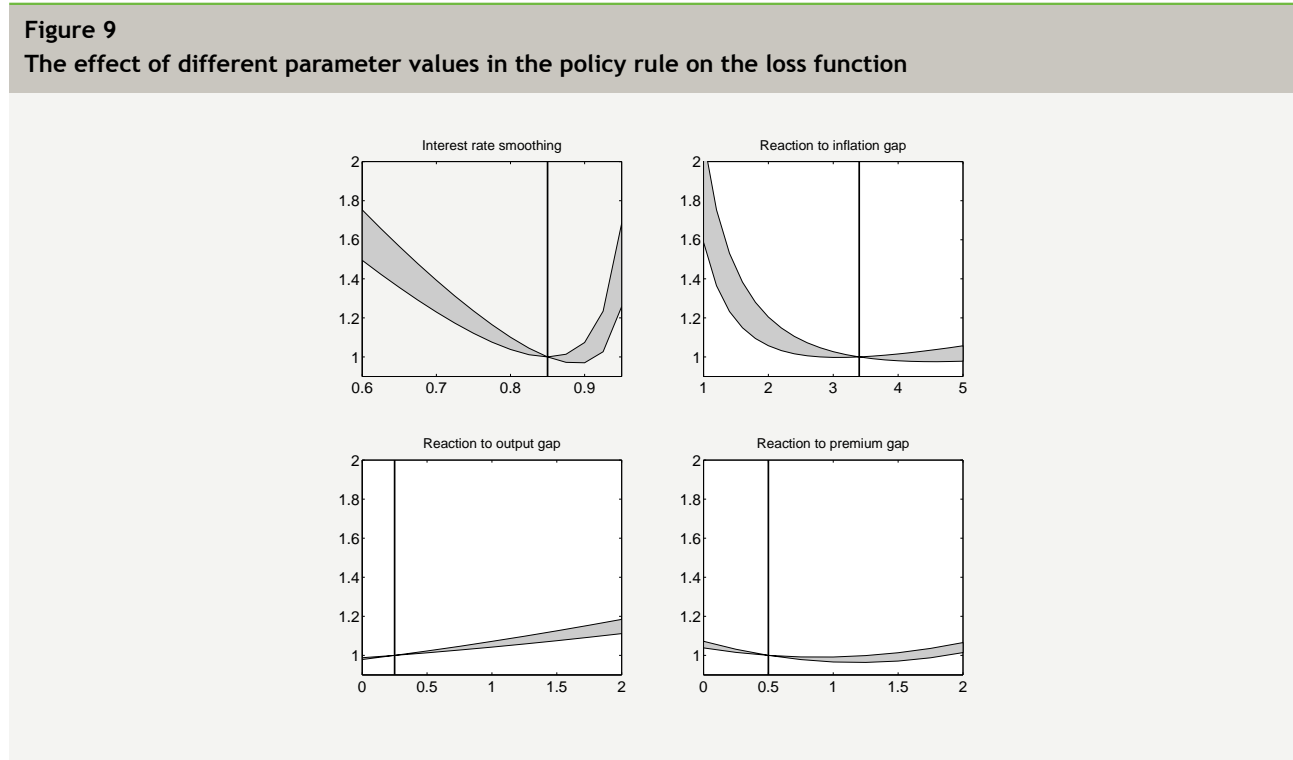 Figure 9
The effect of different parameter values in the policy rule on the loss function
Interest rate smoothing
2
1.8
1.6
1.4
1.2
1
0.6 0.7 0.8 0.9
Reaction to inflation gap
2
1.8
1.6
1.4
1.2
1
1 2 3 4 5
Reaction to output gap
2
1.8
1.6
1.4
1.2
1
0 0.5 1 1.5 2
Reaction to premium gap
2
1.8
1.6
1.4
1.2
1
0 0.5 1 1.5 2